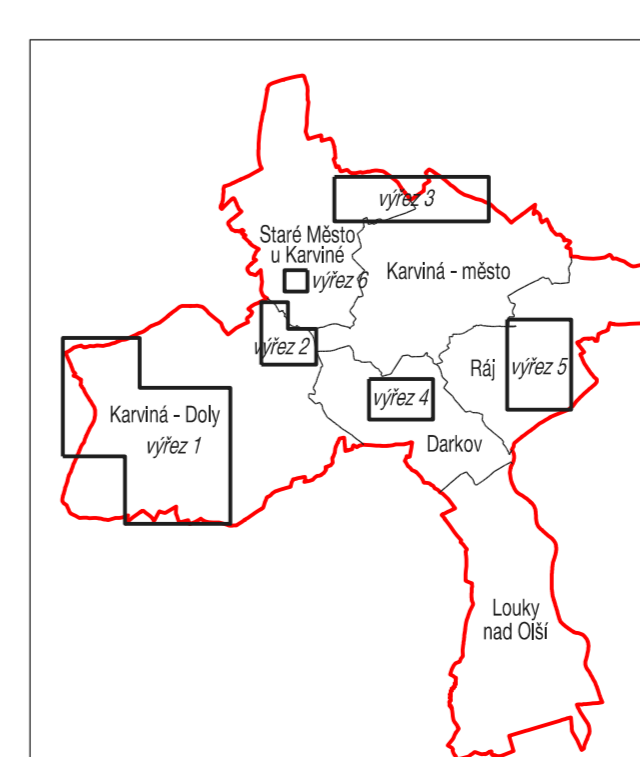 výřez 3
Staré Město
u Karviné
výřez 6
Karviná - město
výřez 2
Ráj
výřez 5
výřez 4
Karviná - Doly
výřez 1
Darkov
Louky
nad Olší